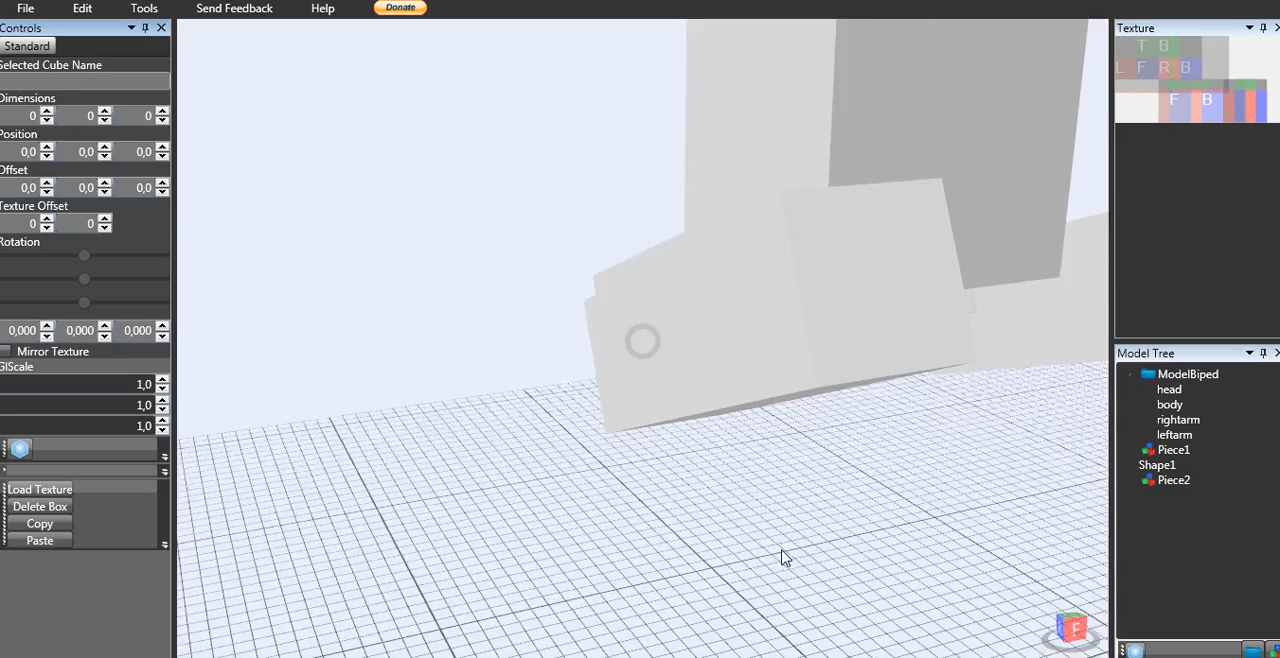 File Edit Tools Send Feedback Help Donate
Controls
Standard
Selected Cube Name
Dimensions
0 0 0
Position
0,0 0,0 0,0
Offset
0,0 0,0 0,0
Texture Offset
0 0
Rotation
0,000 0,000 0,000
Mirror Texture
GlScale
1,0
1,0
1,0
Load Texture
Delete Box
Copy
Paste
F
Texture
T B
L F R B
F B
Model Tree
ModelBiped
head
body
rightarm
leftarm
Piece1
Shape1
Piece2